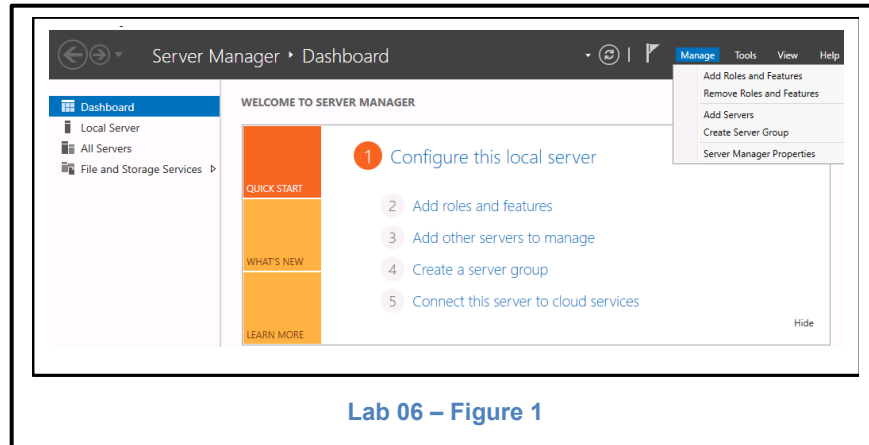 Server Manager ‣ Dashboard
Manage Tools View Help
Add Roles and Features
Remove Roles and Features
Add Servers
Create Server Group
Server Manager Properties
Dashboard
Local Server
All Servers
File and Storage Services
WELCOME TO SERVER MANAGER
QUICK START
WHAT'S NEW
LEARN MORE
1 Configure this local server
2 Add roles and features
3 Add other servers to manage
4 Create a server group
5 Connect this server to cloud services
Hide
Lab 06 – Figure 1